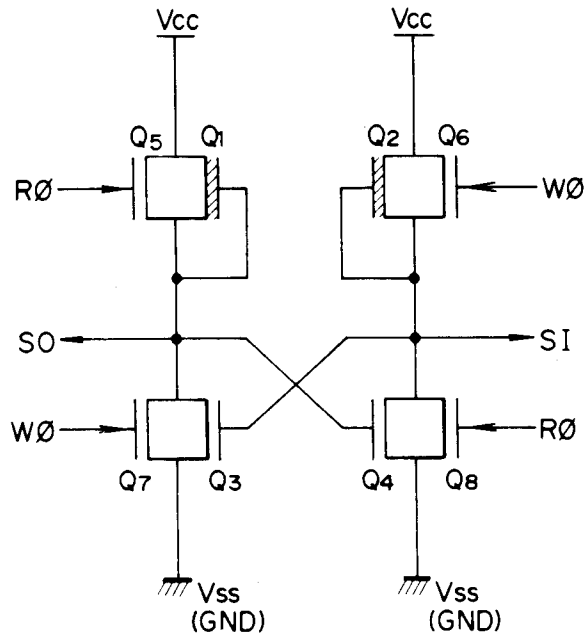 Vcc Vcc
Q5 Q1 Q2 Q6
RØ WØ
SO SI
WØ RØ
Q7 Q3 Q4 Q8
Vss Vss
(GND) (GND)